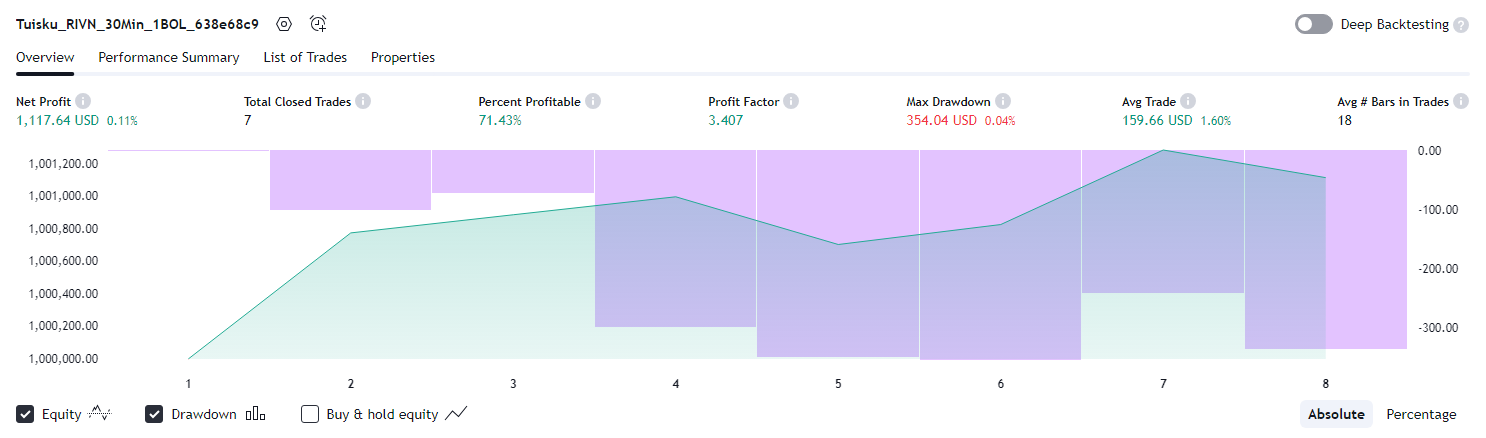 Tuisku_RIVN_30Min_1BOL_638e68c9
Deep Backtesting ?
Overview Performance Summary List of Trades Properties
Net Profit Total Closed Trades Percent Profitable Profit Factor Max Drawdown Avg Trade Avg # Bars in Trades
1,117.64 USD 0.11% 7 71.43% 3.407 354.04 USD 0.04% 159.66 USD 1.60% 18
1,001,200.00 0.00
1,001,000.00
1,000,800.00 -100.00
1,000,600.00 -200.00
1,000,400.00
1,000,200.00 -300.00
1,000,000.00
1 2 3 4 5 6 7 8
Equity Drawdown Buy & hold equity Absolute Percentage